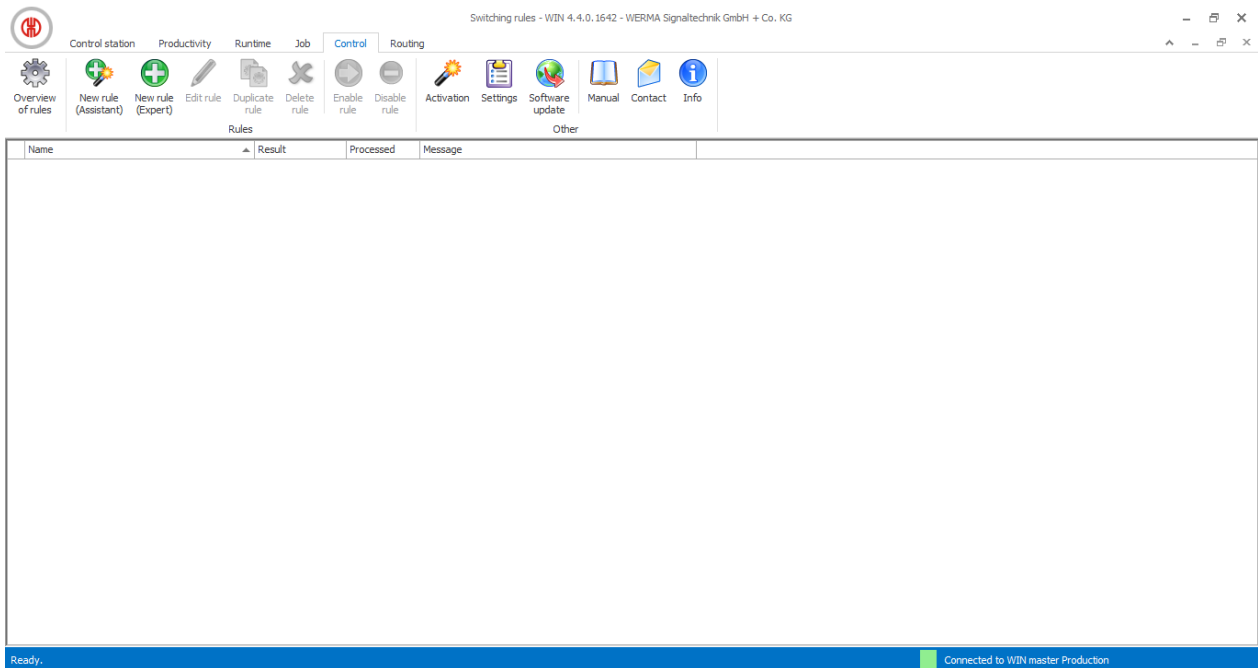 Switching rules - WIN 4.4.0.1642 - WERMA Signaltechnik GmbH + Co. KG
Control station Productivity Runtime Job Control Routing
Overview of rules
New rule (Assistant)
New rule (Expert)
Edit rule
Duplicate rule
Delete rule
Enable rule
Disable rule
Activation
Settings
Software update
Manual
Contact
Info
Rules
Other
Name Result Processed Message
Ready.
Connected to WIN master Production